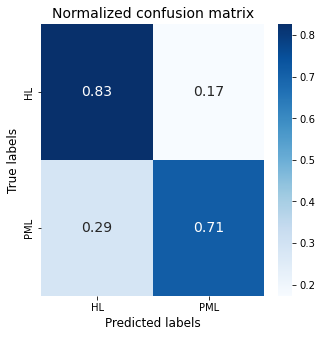 Normalized confusion matrix
HL
0.83
0.17
PML
0.29
0.71
True labels
HL
PML
Predicted labels
0.8
0.7
0.6
0.5
0.4
0.3
0.2